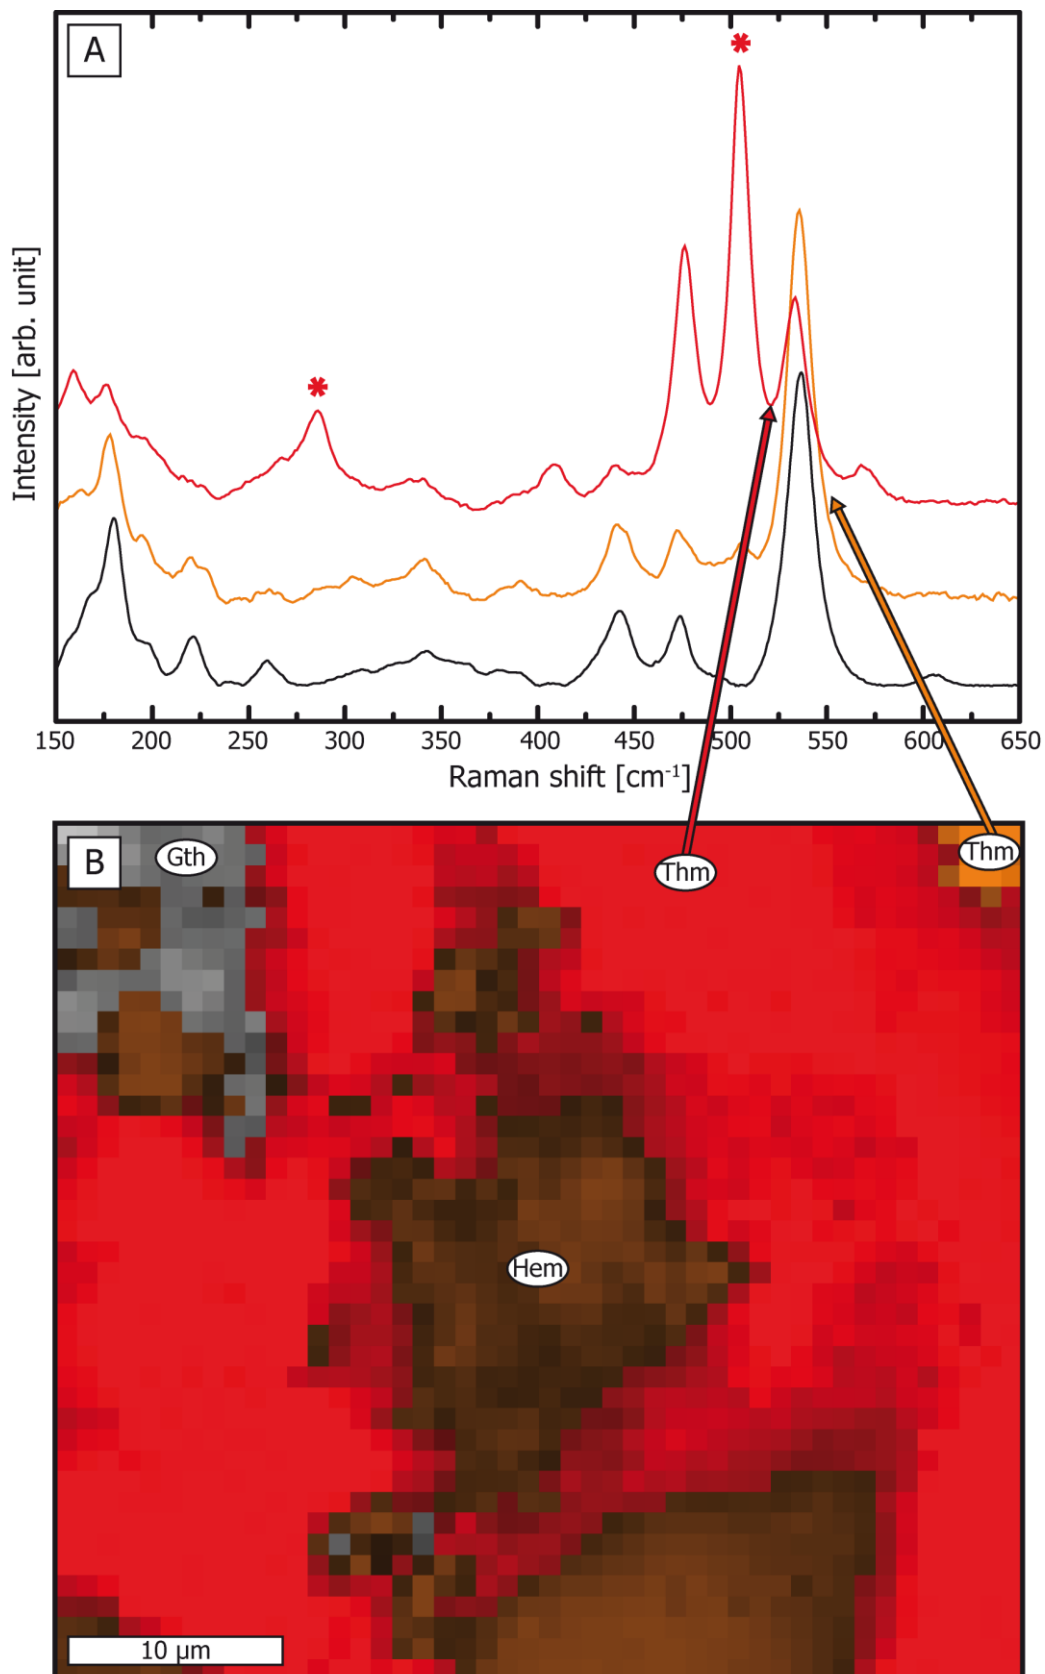 A
Intensity [arb. unit]
150 200 250 300 350 400 450 500 550 600 650
Raman shift [cm-1]
B
Gth
Thm
Thm
Hem
10 µm